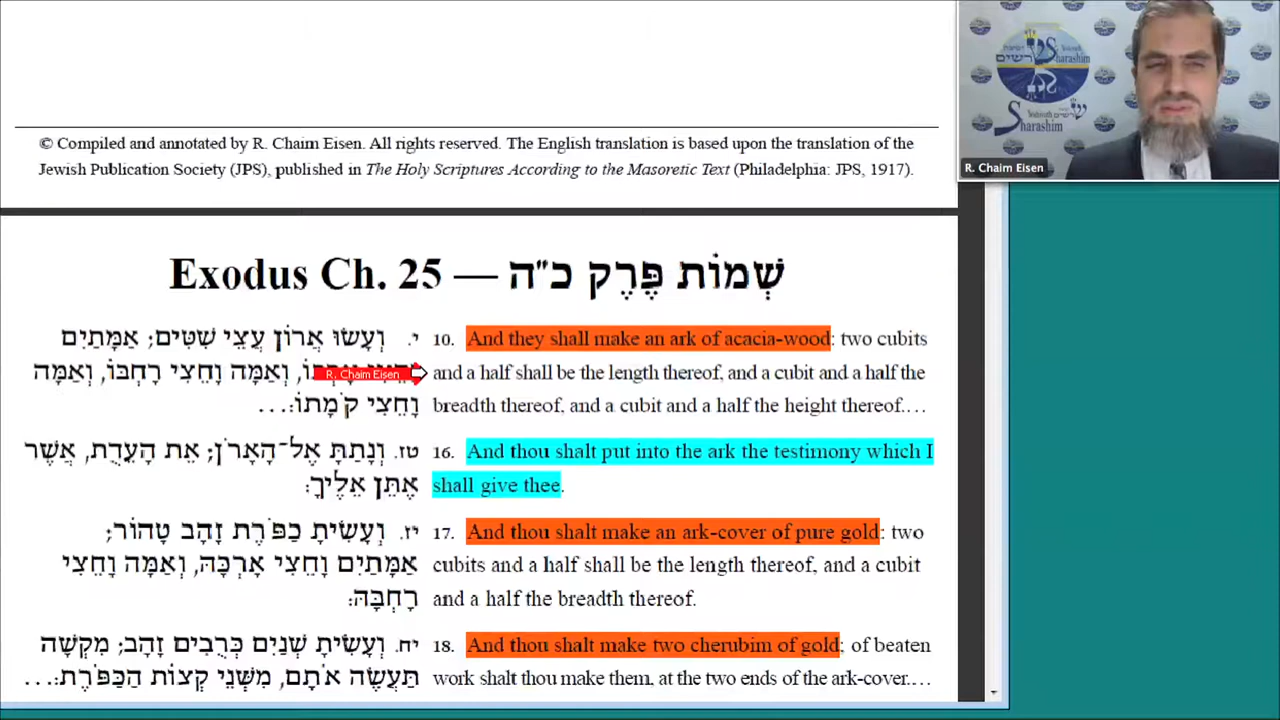 © Compiled and annotated by R. Chaim Eisen. All rights reserved. The English translation is based upon the translation of the
Jewish Publication Society (JPS), published in The Holy Scriptures According to the Masoretic Text (Philadelphia: JPS, 1917).
R. Chaim Eisen
Exodus Ch. 25 — שְׁמוֹת פֶּרֶק כ"ה
י. וְעָשׂוּ אֲרוֹן עֲצֵי שִׁטִּים; אַמָּתַיִם
R. Chaim Eisen
וְאַמָּה וָחֵצִי רָחְבּוֹ, וְאַמָּה
וָחֵצִי קֹמָתוֹ:...
10. And they shall make an ark of acacia-wood: two cubits
and a half shall be the length thereof, and a cubit and a half the
breadth thereof, and a cubit and a half the height thereof....
טז. וְנָתַתָּ אֶל־הָאָרֹן; אֵת הָעֵדֻת, אֲשֶׁר
אֶתֵּן אֵלֶיךָ:
16. And thou shalt put into the ark the testimony which I
shall give thee.
יז. וְעָשִׂיתָ כַפֹּרֶת זָהָב טָהוֹר;
אַמָּתַיִם וָחֵצִי אָרְכָּהּ, וְאַמָּה וָחֵצִי
רָחְבָּהּ:
17. And thou shalt make an ark-cover of pure gold: two
cubits and a half shall be the length thereof, and a cubit
and a half the breadth thereof.
יח. וְעָשִׂיתָ שְׁנַיִם כְּרֻבִים זָהָב; מִקְשָׁה
תַּעֲשֶׂה אֹתָם, מִשְּׁנֵי קְצוֹת הַכַּפֹּרֶת:...
18. And thou shalt make two cherubim of gold; of beaten
work shalt thou make them, at the two ends of the ark-cover....